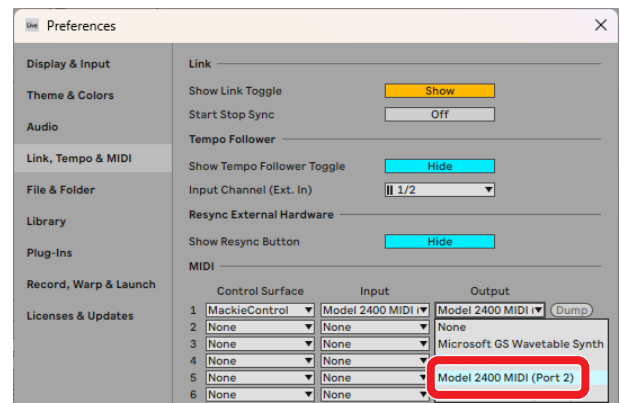 Live Preferences
Display & Input
Theme & Colors
Audio
Link, Tempo & MIDI
File & Folder
Library
Plug-Ins
Record, Warp & Launch
Licenses & Updates
Link
Show Link Toggle Show
Start Stop Sync Off
Tempo Follower
Show Tempo Follower Toggle Hide
Input Channel (Ext. In) 1/2
Resync External Hardware
Show Resync Button Hide
MIDI
Control Surface Input Output
1 MackieControl Model 2400 MIDI Model 2400 MIDI Dump
2 None None None
3 None None Microsoft GS Wavetable Synth
4 None None
5 None None Model 2400 MIDI (Port 2)
6 None None